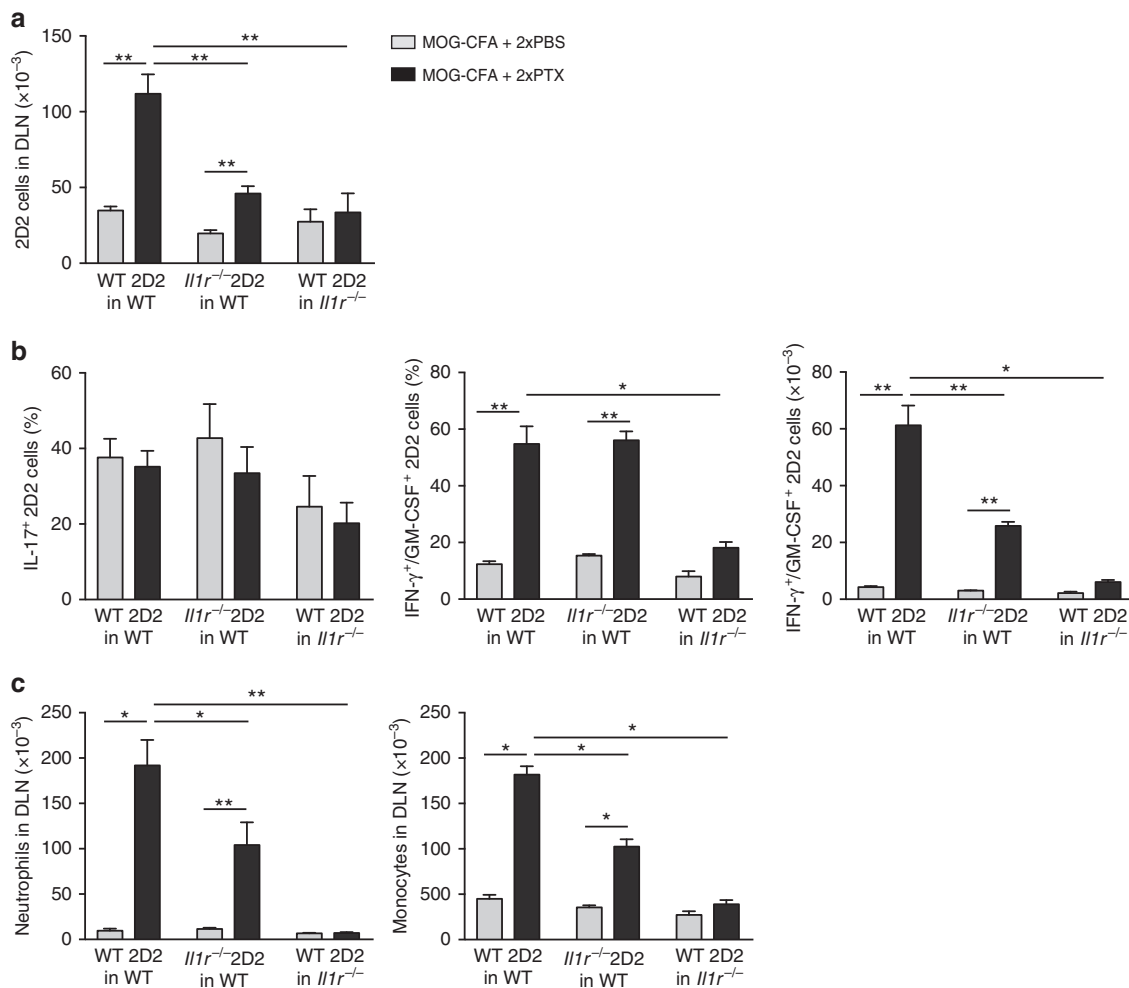 a
150
100
50
0
2D2 cells in DLN (×10⁻³)
**
**
**
**
MOG-CFA + 2xPBS
MOG-CFA + 2xPTX
WT 2D2
in WT
Il1r⁻/⁻2D2
in WT
WT 2D2
in Il1r⁻/⁻
b
80
60
40
20
0
IL-17⁺ 2D2 cells (%)
WT 2D2
in WT
Il1r⁻/⁻2D2
in WT
WT 2D2
in Il1r⁻/⁻
80
60
40
20
0
IFN-γ⁺/GM-CSF⁺ 2D2 cells (%)
*
**
**
WT 2D2
in WT
Il1r⁻/⁻2D2
in WT
WT 2D2
in Il1r⁻/⁻
80
60
40
20
0
IFN-γ⁺/GM-CSF⁺ 2D2 cells (×10⁻³)
*
**
**
**
WT 2D2
in WT
Il1r⁻/⁻2D2
in WT
WT 2D2
in Il1r⁻/⁻
c
250
200
150
100
50
0
Neutrophils in DLN (×10⁻³)
**
*
*
**
WT 2D2
in WT
Il1r⁻/⁻2D2
in WT
WT 2D2
in Il1r⁻/⁻
250
200
150
100
500
0
Monocytes in DLN (×10⁻³)
*
*
*
*
WT 2D2
in WT
Il1r⁻/⁻2D2
in WT
WT 2D2
in Il1r⁻/⁻